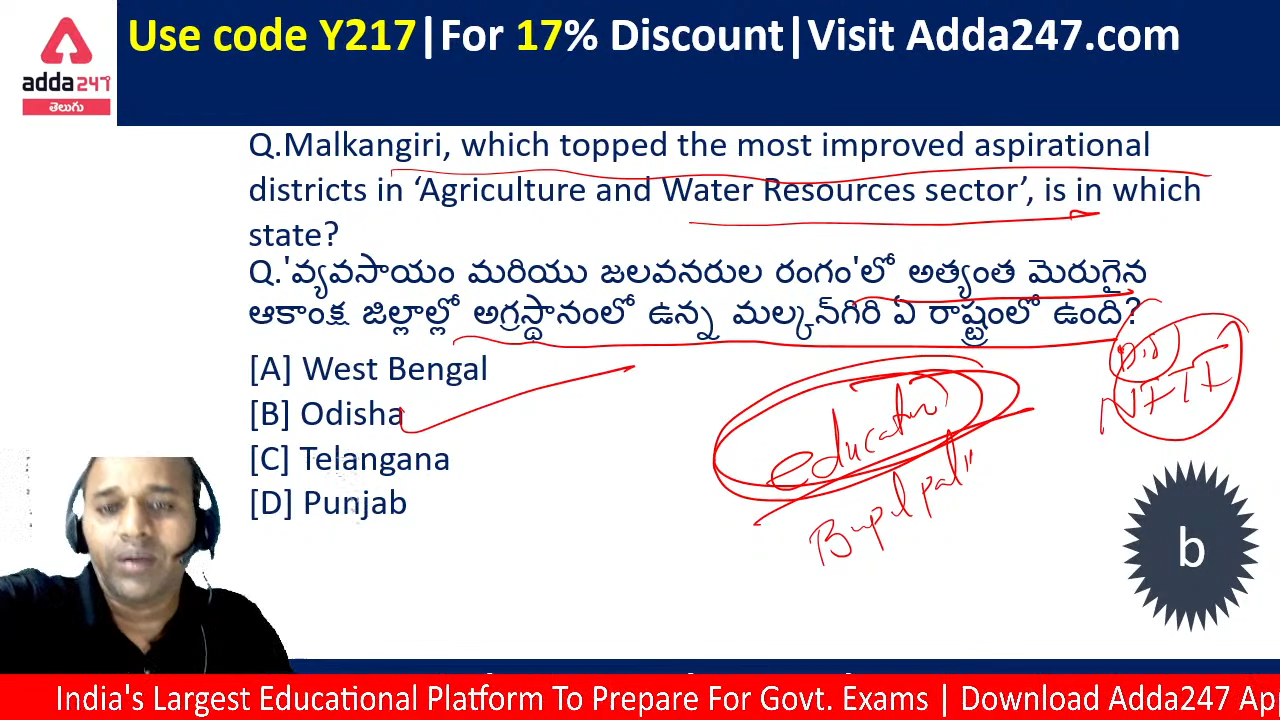 Use code Y217|For 17% Discount|Visit Adda247.com
adda247
తెలుగు
Q.Malkangiri, which topped the most improved aspirational
districts in ‘Agriculture and Water Resources sector’, is in which
state?
Q.'వ్యవసాయం మరియు జలవనరుల రంగం'లో అత్యంత మెరుగైన
ఆకాంక్ష జిల్లాల్లో అగ్రస్థానంలో ఉన్న మల్కన్‌గిరి ఏ రాష్ట్రంలో ఉంది?
[A] West Bengal
[B] Odisha
[C] Telangana
[D] Punjab
education
b
India's Largest Educational Platform To Prepare For Govt. Exams | Download Adda247 Ap